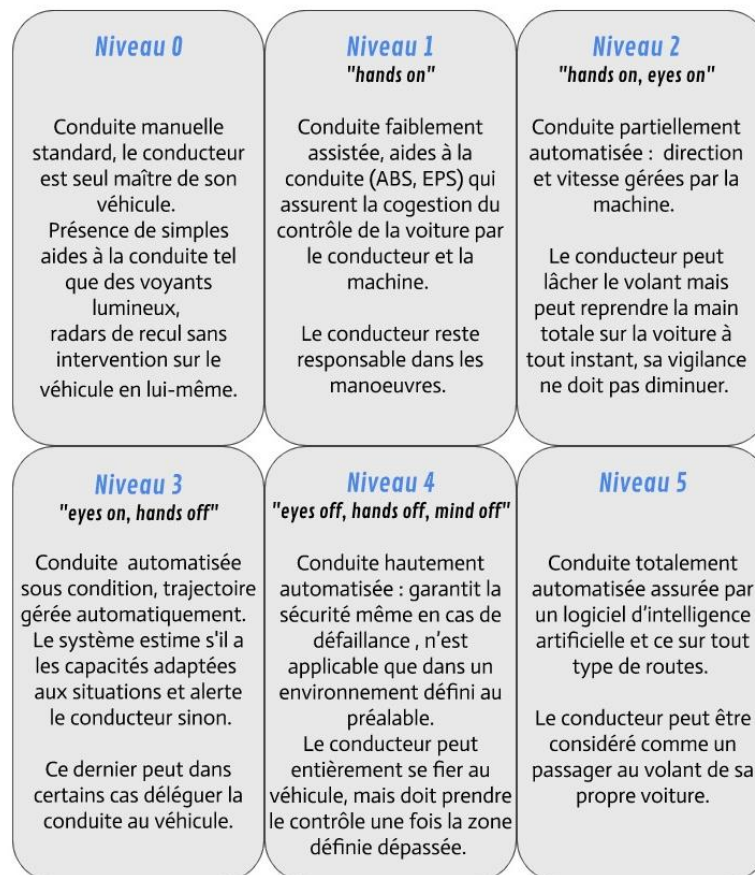 Niveau 0
Conduite manuelle
standard, le conducteur
est seul maître de son
véhicule.
Présence de simples
aides à la conduite tel
que des voyants
lumineux,
radars de recul sans
intervention sur le
véhicule en lui-même.
Niveau 1
"hands on"
Conduite faiblement
assistée, aides à la
conduite (ABS, EPS) qui
assurent la cogestion du
contrôle de la voiture par
le conducteur et la
machine.
Le conducteur reste
responsable dans les
manoeuvres.
Niveau 2
"hands on, eyes on"
Conduite partiellement
automatisée : direction
et vitesse gérées par la
machine.
Le conducteur peut
lâcher le volant mais
peut reprendre la main
totale sur la voiture à
tout instant, sa vigilance
ne doit pas diminuer.
Niveau 3
"eyes on, hands off"
Conduite automatisée
sous condition, trajectoire
gérée automatiquement.
Le système estime s'il a
les capacités adaptées
aux situations et alerte
le conducteur sinon.
Ce dernier peut dans
certains cas déléguer la
conduite au véhicule.
Niveau 4
"eyes off, hands off, mind off"
Conduite hautement
automatisée : garantit la
sécurité même en cas de
défaillance , n'est
applicable que dans un
environnement défini au
préalable.
Le conducteur peut
entièrement se fier au
véhicule, mais doit prendre
le contrôle une fois la zone
définie dépassée.
Niveau 5
Conduite totalement
automatisée assurée par
un logiciel d'intelligence
artificielle et ce sur tout
type de routes.
Le conducteur peut être
considéré comme un
passager au volant de sa
propre voiture.